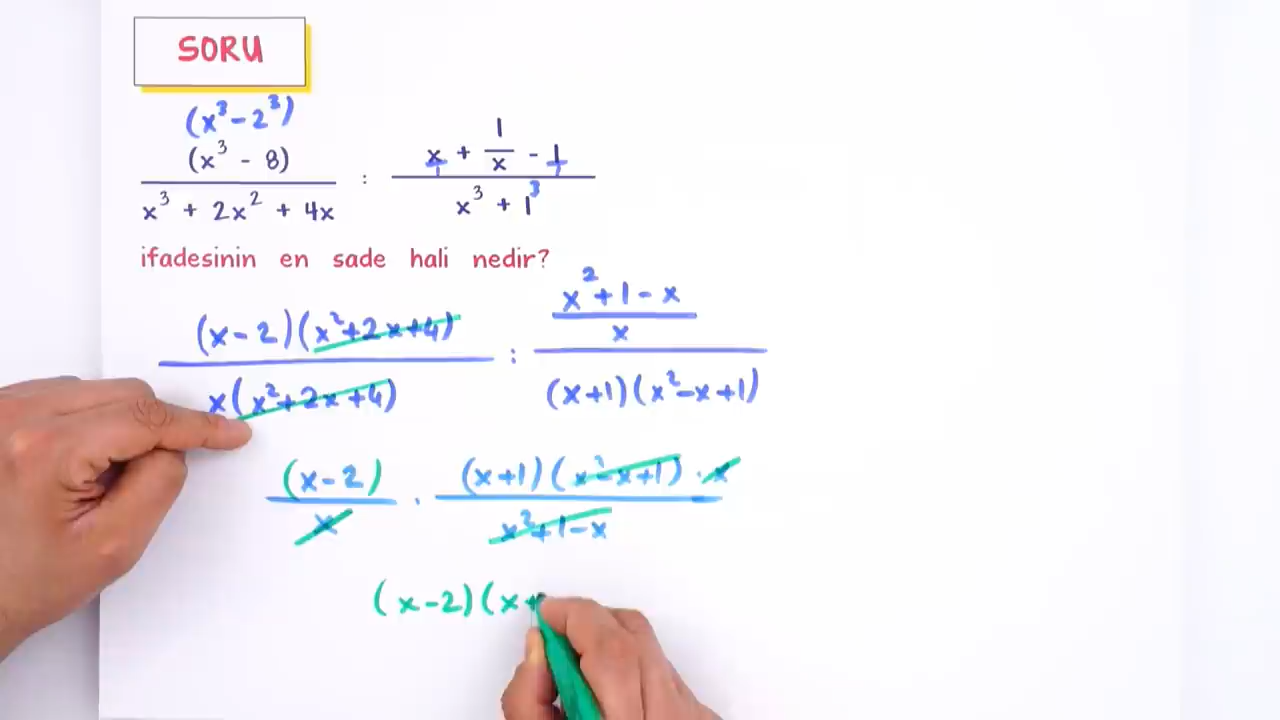 SORU
(x³ - 2³)
(x³ - 8) / (x³ + 2x² + 4x) : (x + 1/x - 1) / (x³ + 1³)
ifadesinin en sade hali nedir?
(x - 2)(x² + 2x + 4) / x(x² + 2x + 4) : ((x² + 1 - x) / x) / (x + 1)(x² - x + 1)
(x - 2) / x · (x + 1)(x² - x + 1) · x / x² + 1 - x
(x - 2)(x +